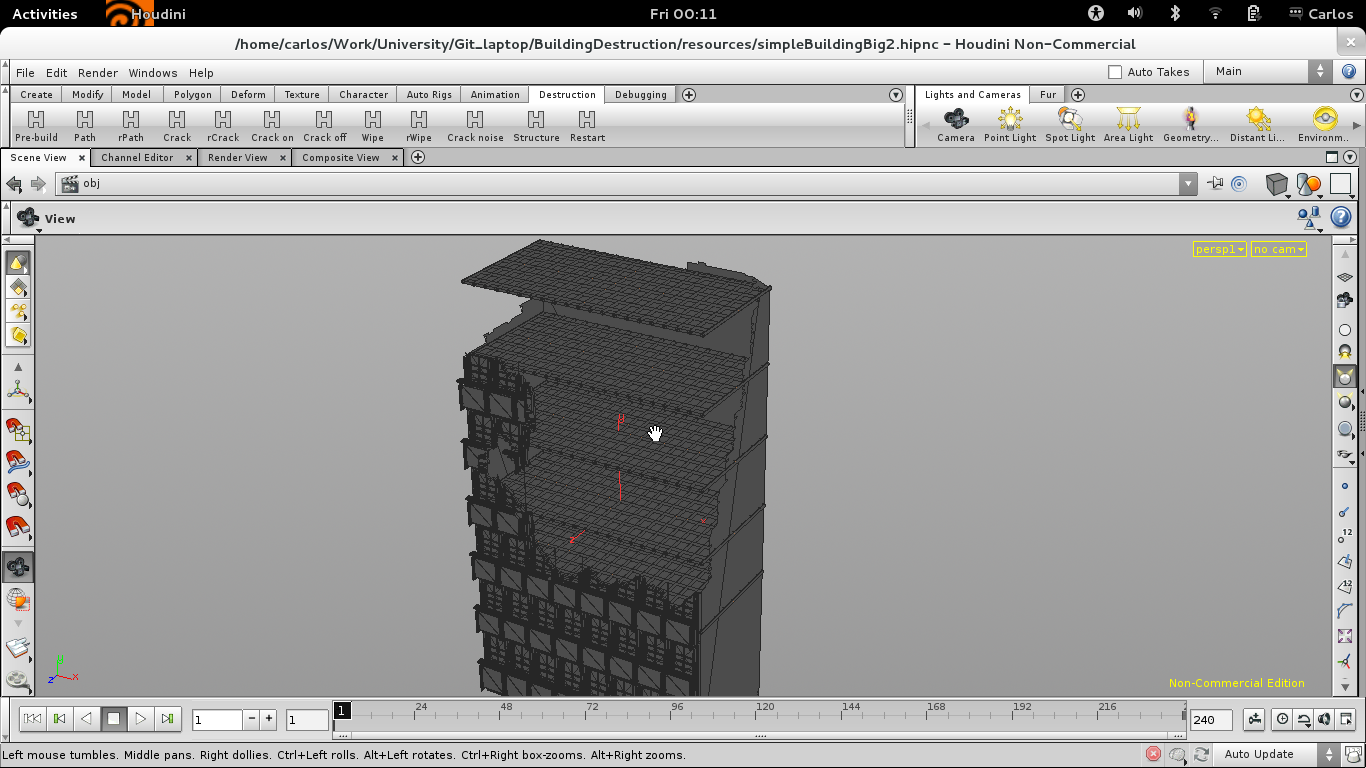 Activities Houdini Fri 00:11 Carlos
/home/carlos/Work/University/Git_laptop/BuildingDestruction/resources/simpleBuildingBig2.hipnc – Houdini Non-Commercial
File Edit Render Windows Help Auto Takes Main
Create Modify Model Polygon Deform Texture Character Auto Rigs Animation Destruction Debugging Lights and Cameras Fur
Pre-build Path rPath Crack rCrack Crack on Crack off Wipe rWipe Crack noise Structure Restart Camera Point Light Spot Light Area Light Geometry... Distant Li... Environm...
Scene View Channel Editor Render View Composite View
obj
View
persp1 no cam
12
12
z x
Non-Commercial Edition
1 1 1 24 48 72 96 120 144 168 192 216 240
Left mouse tumbles. Middle pans. Right dollies. Ctrl+Left rolls. Alt+Left rotates. Ctrl+Right box-zooms. Alt+Right zooms. Auto Update